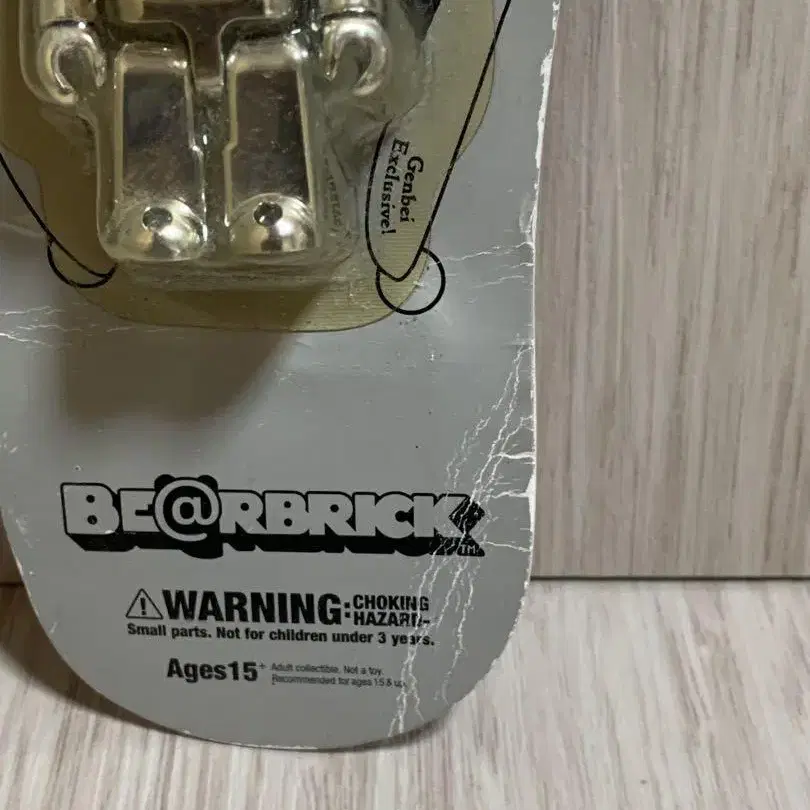 Genbei
Exclusive!
BE@RBRICK
TM
WARNING: CHOKING
HAZARD-
Small parts. Not for children under 3 years.
Ages15+ Adult collectible. Not a toy.
Recommended for ages 15 & up.